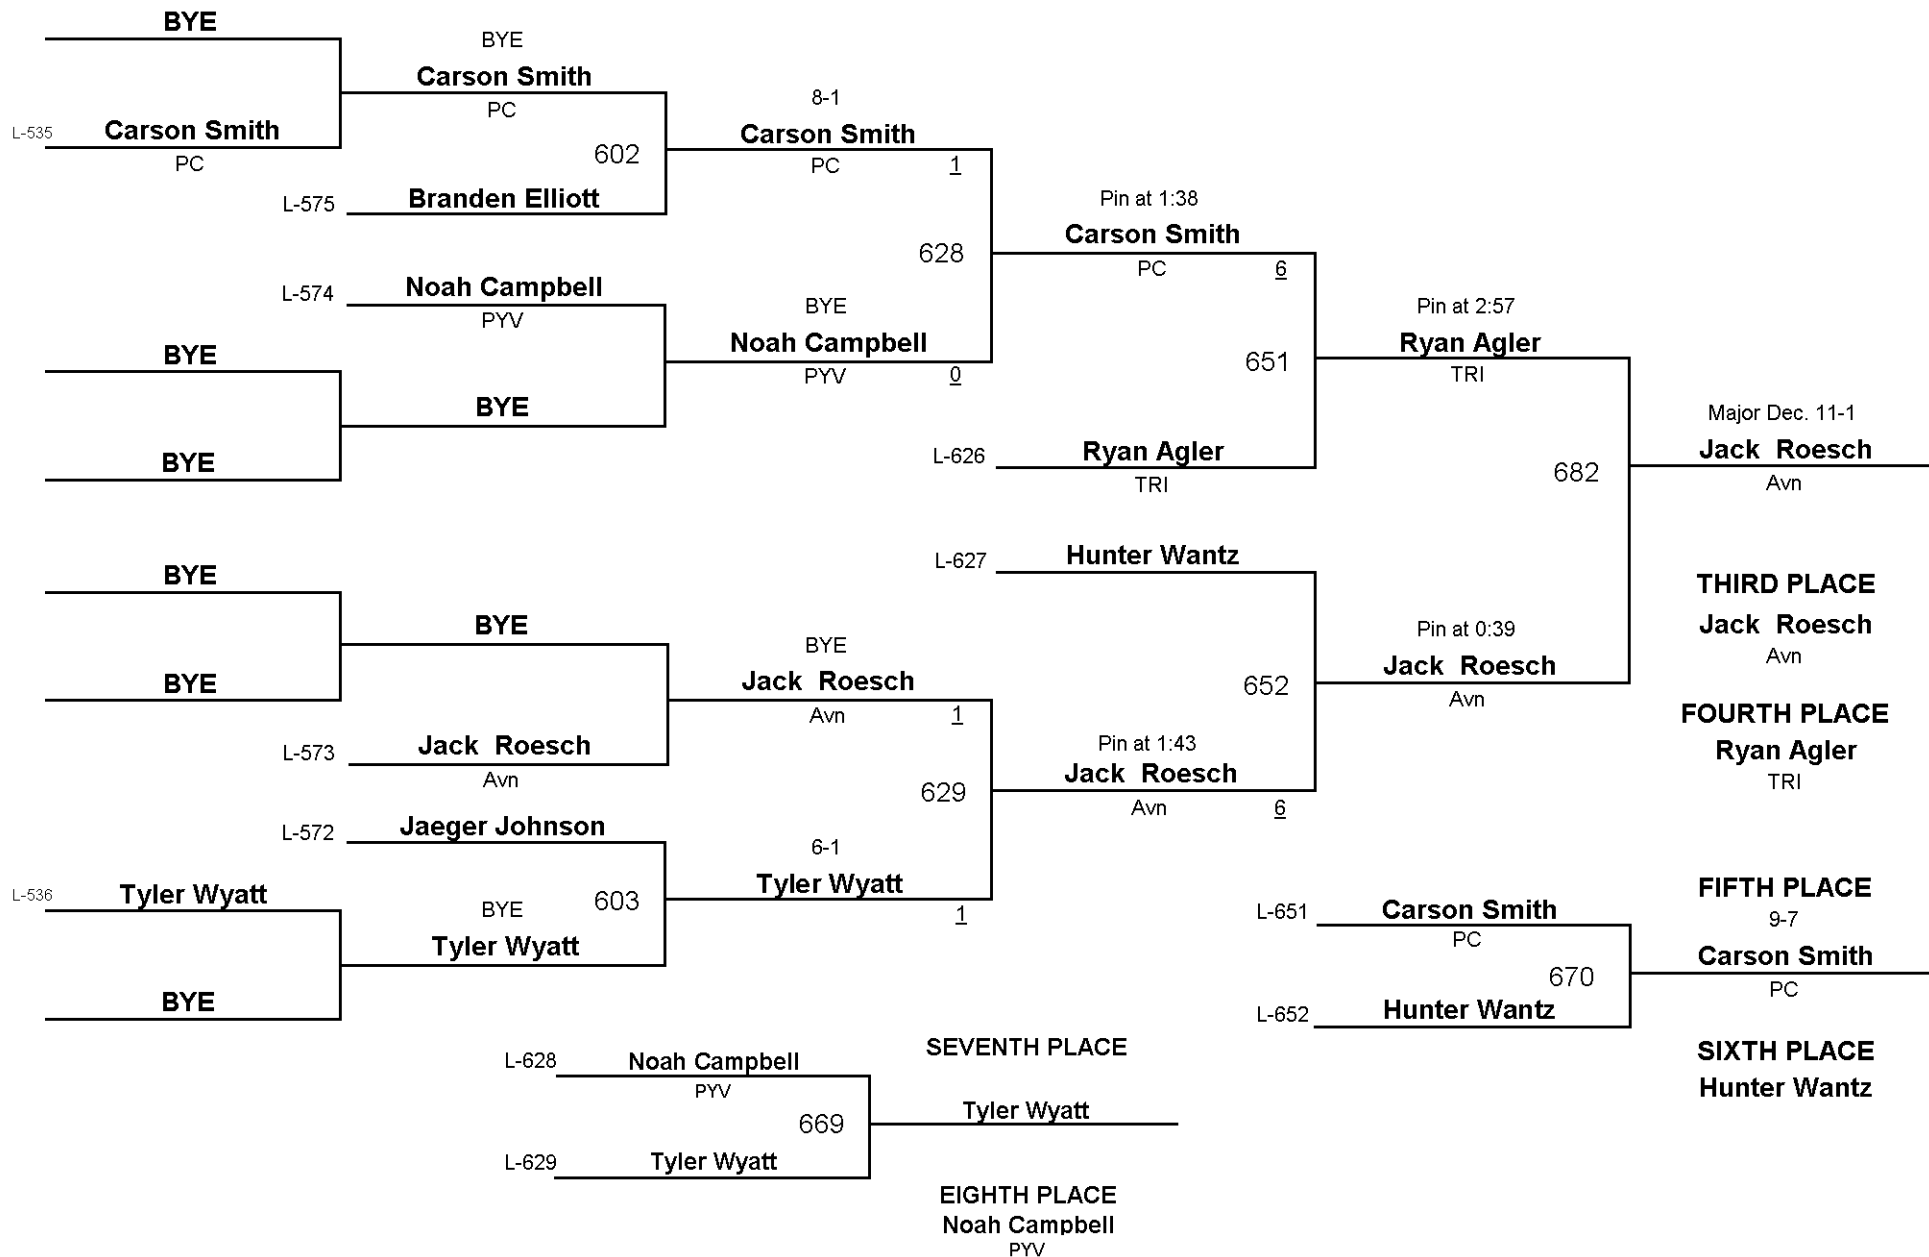 BYE
BYE
Carson Smith
PC
L-535 Carson Smith
PC
602
8-1
Carson Smith
PC 1
L-575 Branden Elliott
628
Pin at 1:38
Carson Smith
PC 6
L-574 Noah Campbell
PYV
BYE
Noah Campbell
PYV 0
BYE
BYE
BYE
651
Pin at 2:57
Ryan Agler
TRI
L-626 Ryan Agler
TRI
682
Major Dec. 11-1
Jack Roesch
Avn
L-627 Hunter Wantz
BYE
BYE
BYE
BYE
Jack Roesch
Avn 1
L-573 Jack Roesch
Avn
652
Pin at 0:39
Jack Roesch
Avn
THIRD PLACE
Jack Roesch
Avn
FOURTH PLACE
Ryan Agler
TRI
629
Pin at 1:43
Jack Roesch
Avn 6
L-572 Jaeger Johnson
603
6-1
Tyler Wyatt
1
L-536 Tyler Wyatt
BYE
Tyler Wyatt
BYE
L-651 Carson Smith
PC
670
L-652 Hunter Wantz
FIFTH PLACE
9-7
Carson Smith
PC
SIXTH PLACE
Hunter Wantz
L-628 Noah Campbell
PYV
669
L-629 Tyler Wyatt
SEVENTH PLACE
Tyler Wyatt
EIGHTH PLACE
Noah Campbell
PYV